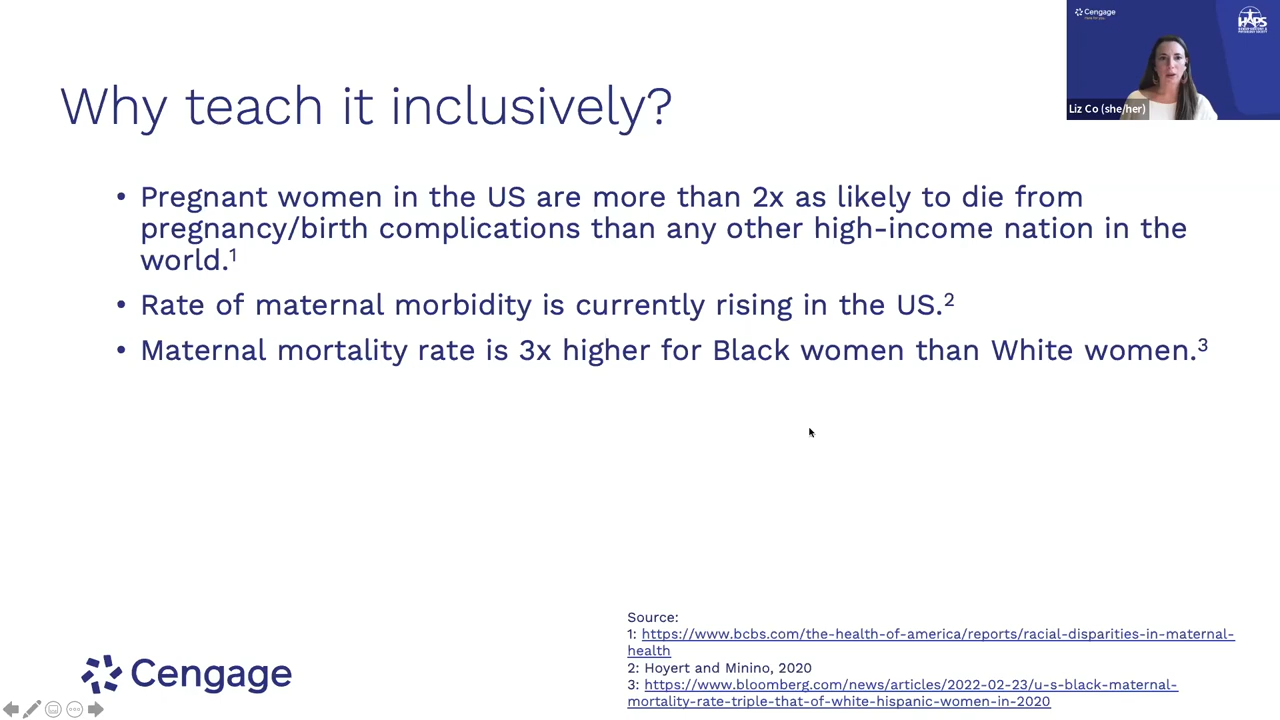 Cengage
HAPS
Liz Co (she/her)
Why teach it inclusively?
• Pregnant women in the US are more than 2x as likely to die from
pregnancy/birth complications than any other high-income nation in the
world.¹
• Rate of maternal morbidity is currently rising in the US.²
• Maternal mortality rate is 3x higher for Black women than White women.³
Source:
1: https://www.bcbs.com/the-health-of-america/reports/racial-disparities-in-maternal-
health
2: Hoyert and Minino, 2020
3: https://www.bloomberg.com/news/articles/2022-02-23/u-s-black-maternal-
mortality-rate-triple-that-of-white-hispanic-women-in-2020
Cengage